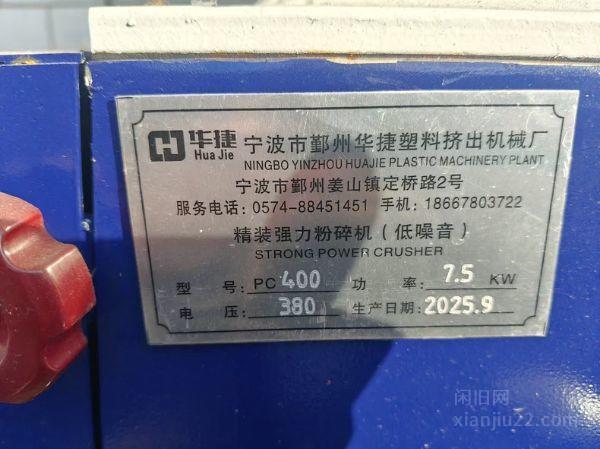 华捷 宁波市鄞州华捷塑料挤出机械厂
Hua Jie NINGBO YINZHOU HUAJIE PLASTIC MACHINERY PLANT
宁波市鄞州姜山镇定桥路2号
服务电话：0574-88451451 手机：18667803722
精装强力粉碎机（低噪音）
STRONG POWER CRUSHER
型 号：PC 400 功 率：7.5 KW
电 压：380 生产日期：2025.9
闲旧网
xianjiu22.com